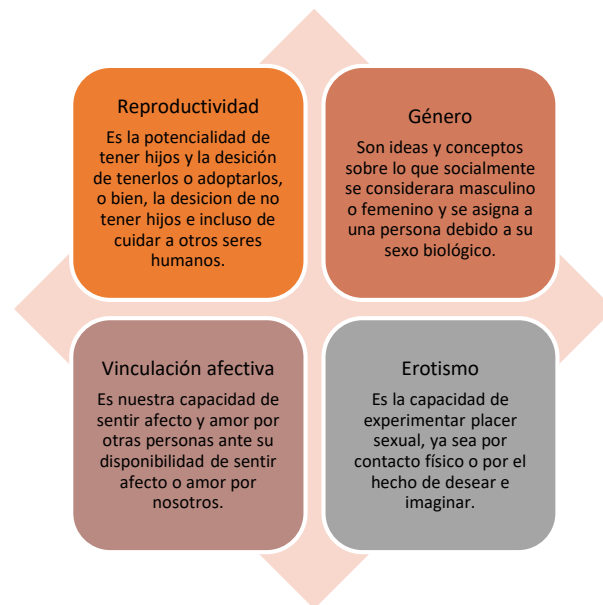 Reproductividad
Es la potencialidad de
tener hijos y la desición
de tenerlos o adoptarlos,
o bien, la desicion de no
tener hijos e incluso de
cuidar a otros seres
humanos.
Género
Son ideas y conceptos
sobre lo que socialmente
se considerara masculino
o femenino y se asigna a
una persona debido a su
sexo biológico.
Vinculación afectiva
Es nuestra capacidad de
sentir afecto y amor por
otras personas ante su
disponibilidad de sentir
afecto o amor por
nosotros.
Erotismo
Es la capacidad de
experimentar placer
sexual, ya sea por
contacto físico o por el
hecho de desear e
imaginar.